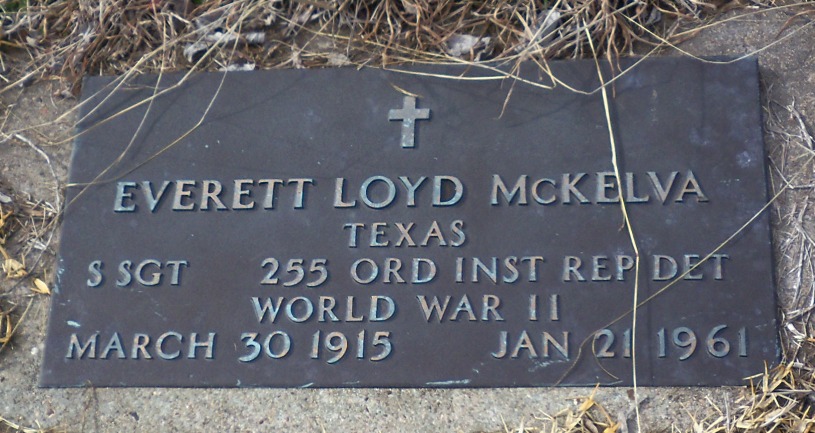 EVERETT LOYD McKELVA
TEXAS
S SGT 255 ORD INST REP DET
WORLD WAR II
MARCH 30 1915 JAN 21 1961